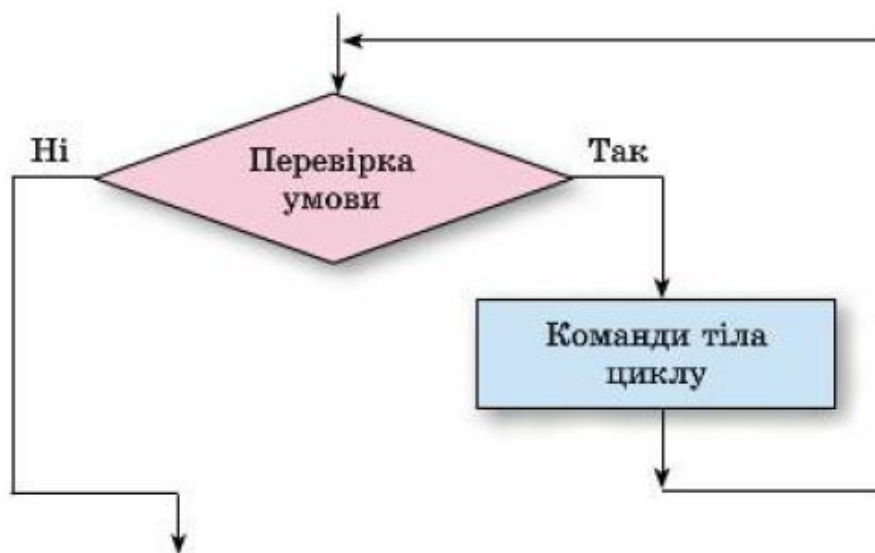 Ні
Перевірка
умови
Так
Команди тіла
циклу